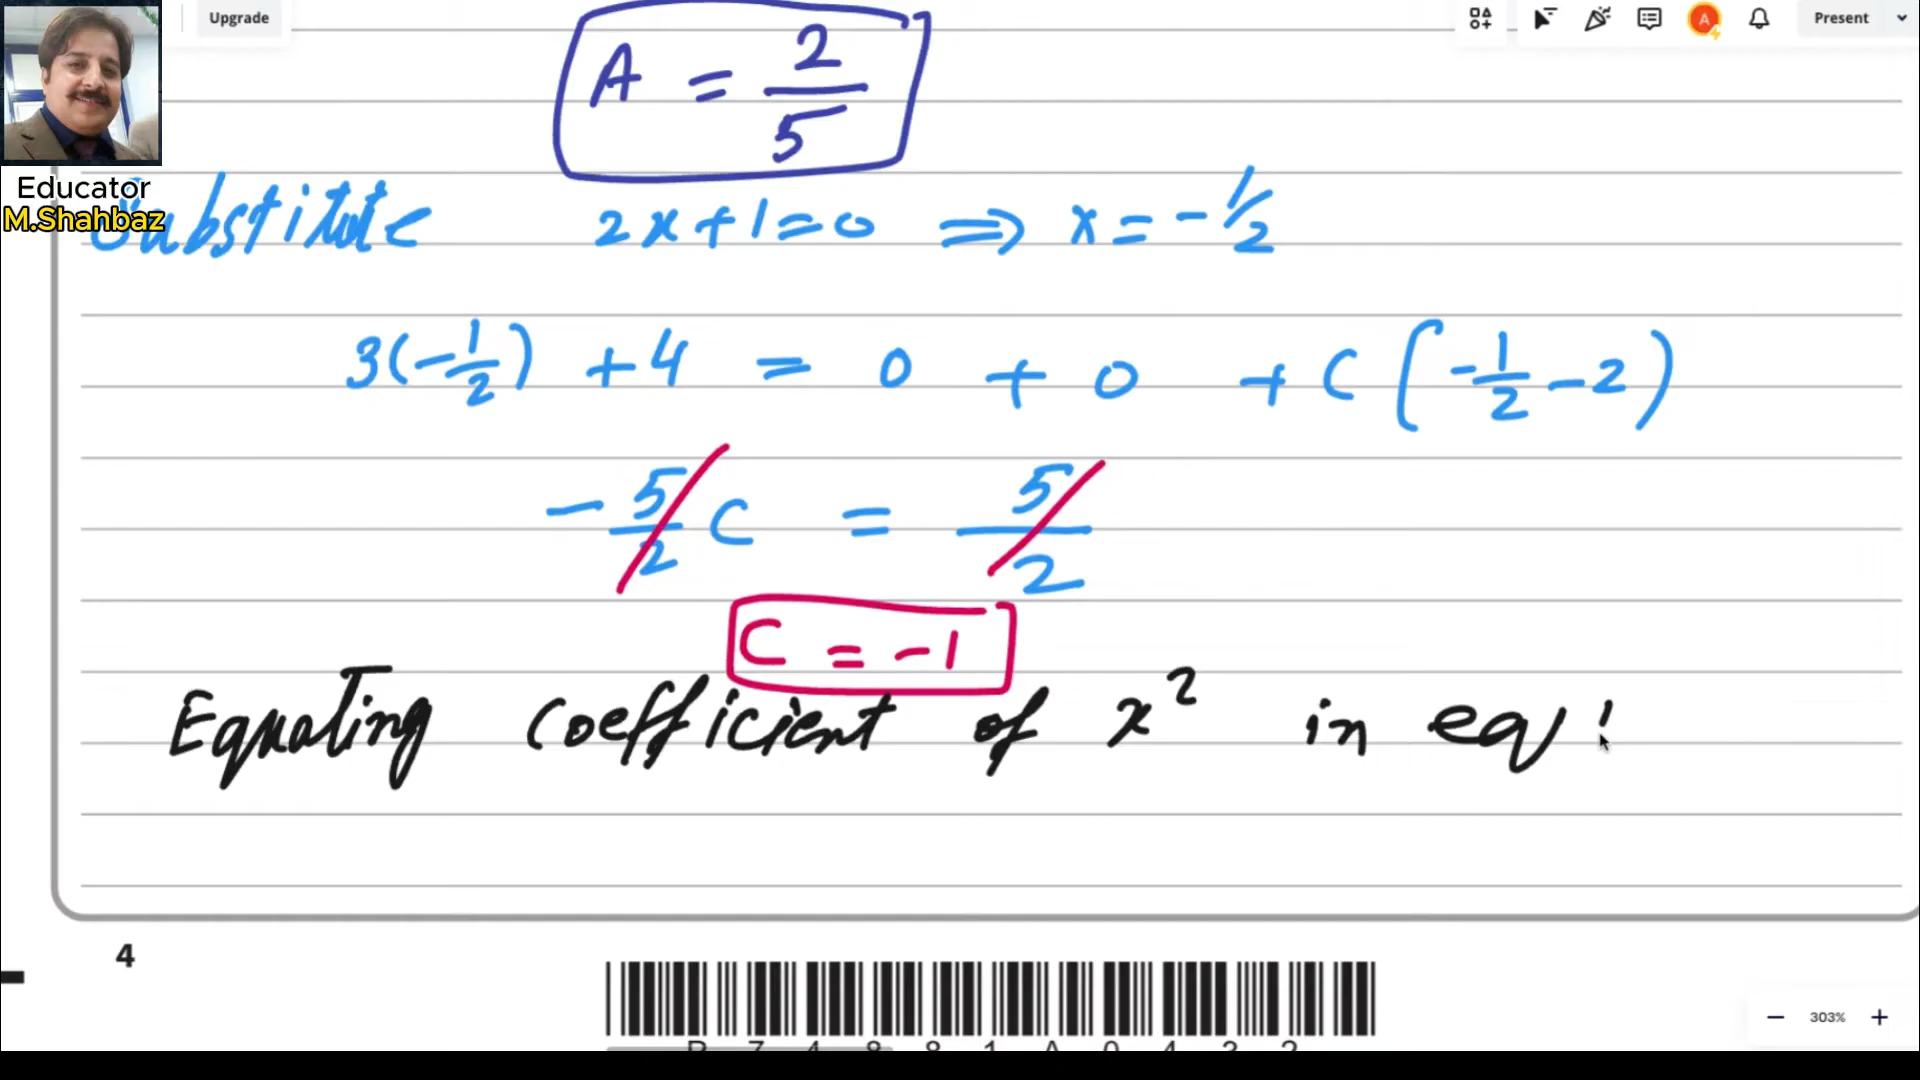 Upgrade
Present
A = 2/5
Educator
M.Shahbaz
Substitute 2x+1=0 ⟹ x = -1/2
3(-1/2) + 4 = 0 + 0 + C(-1/2 - 2)
-5/2 C = 5/2
C = -1
Equating coefficient of x² in eq !
4
303%